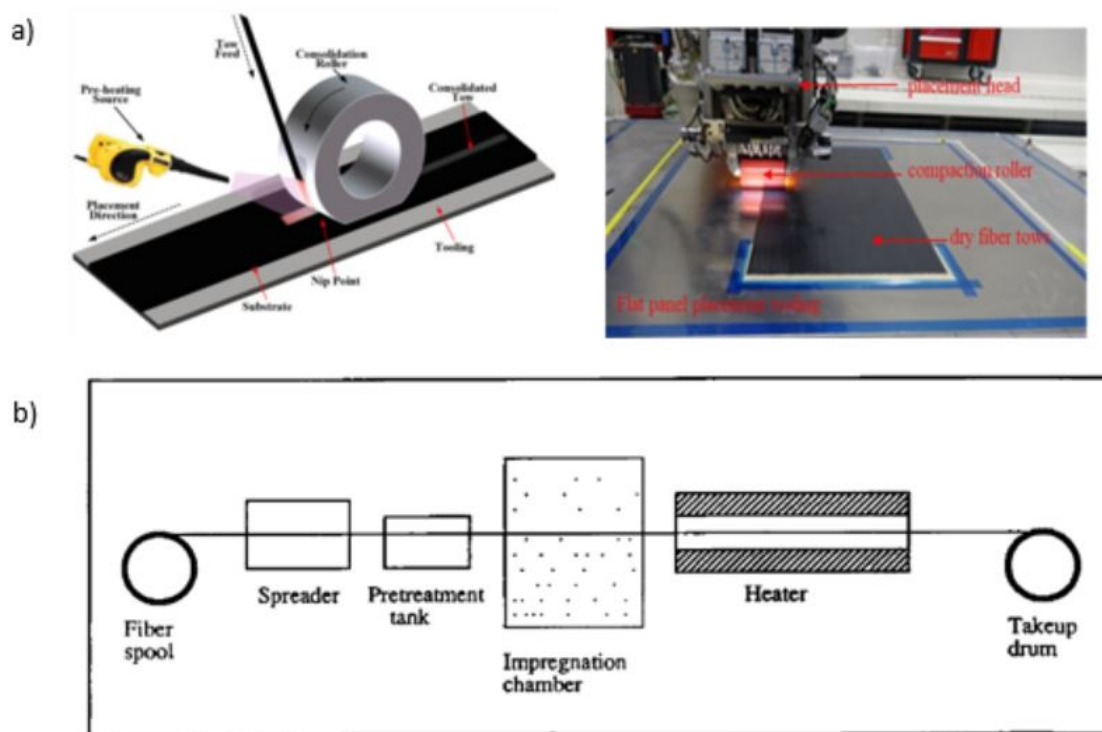 a)
Tow
Feed
Consolidation
Roller
Consolidated
Tow
Pre-heating
Source
Placement
Direction
Tooling
Nip Point
Substrate
placement head
compaction roller
dry fiber tows
Flat panel placement tooling
b)
Fiber
spool
Spreader
Pretreatment
tank
Impregnation
chamber
Heater
Takeup
drum